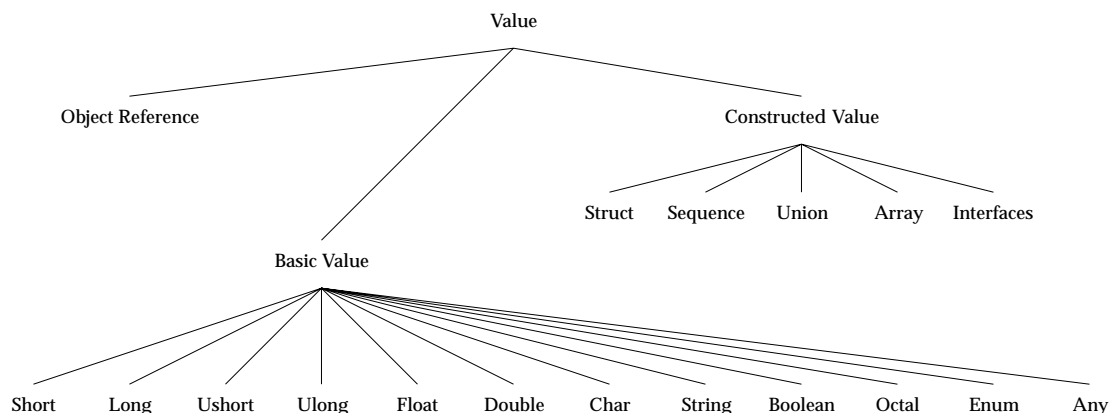 Value
Object Reference Constructed Value
Struct Sequence Union Array Interfaces
Basic Value
Short Long Ushort Ulong Float Double Char String Boolean Octal Enum Any